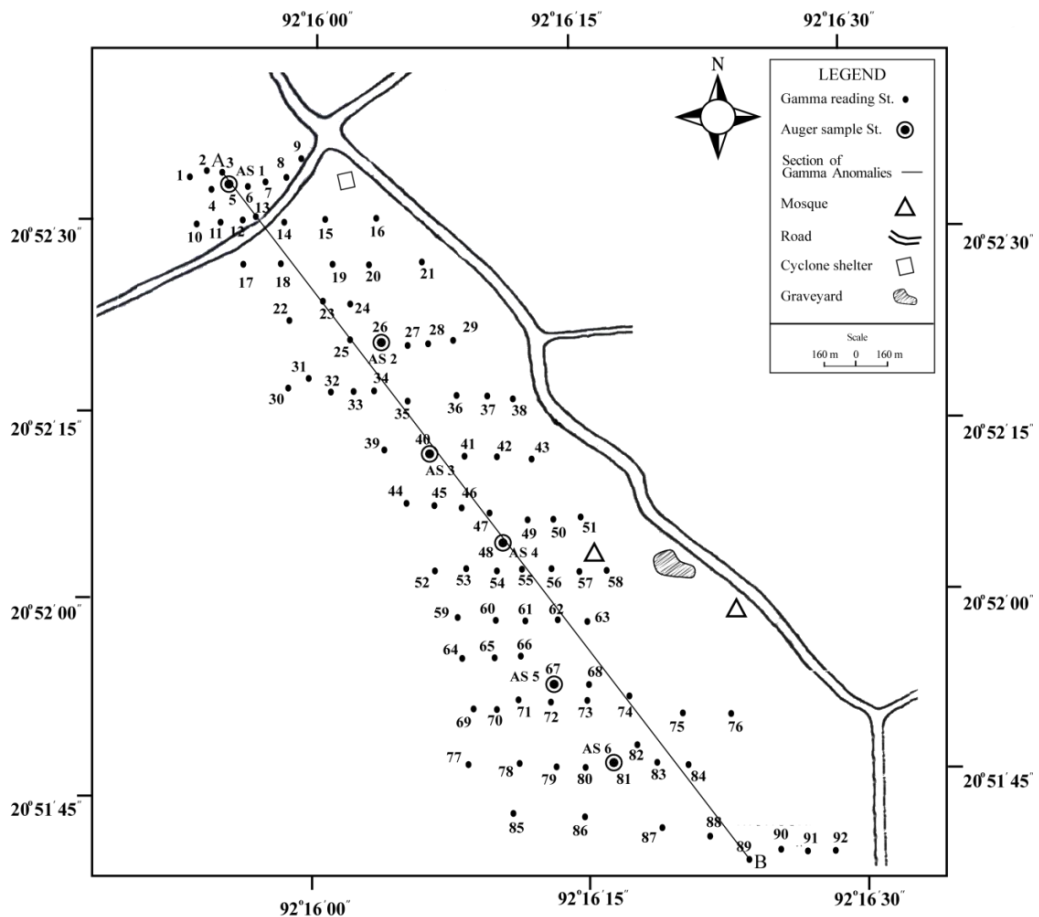 92°16'00" 92°16'15" 92°16'30"
N
LEGEND
Gamma reading St.
Auger sample St.
Section of
Gamma Anomalies
Mosque
Road
Cyclone shelter
Graveyard
Scale
160 m 0 160 m
9
2 A 3 AS 1 8
1
4 5 6 7
13
10 11 12 14 15 16
20°52'30" 20°52'30"
17 18 19 20 21
22 23 24
26 27 28 29
25 AS 2
31 34
30 32 33 35 36 37 38
20°52'15" 20°52'15"
39 40 41 42 43
AS 3
44 45 46
47 49 50 51
48 AS 4
52 53 54 55 56 57 58
20°52'00" 20°52'00"
59 60 61 62 63
64 65 66
AS 5 67 68
69 70 71 72 73 74 75 76
AS 6 82
77 78 79 80 81 83 84
20°51'45" 20°51'45"
85 86 87 88
89 B 90 91 92
92°16'00" 92°16'15" 92°16'30"